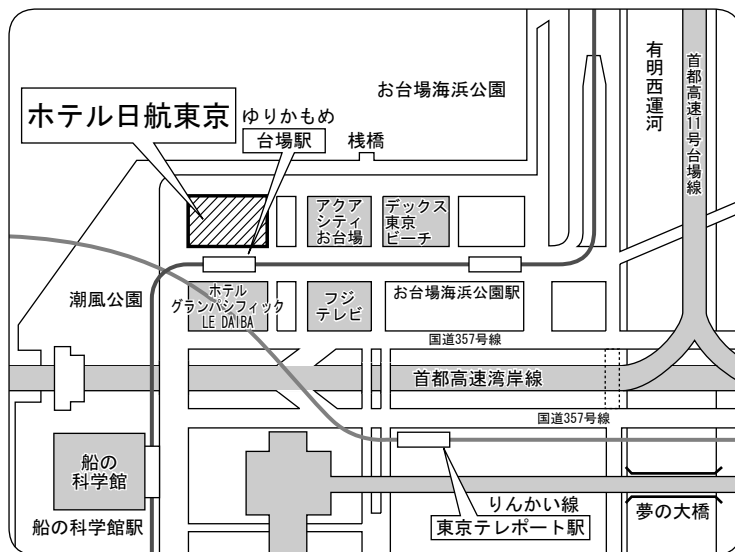 お台場海浜公園
有明西運河
首都高速11号台場線
ホテル日航東京
ゆりかもめ
台場駅
桟橋
アクア
シティ
お台場
デックス
東京
ビーチ
潮風公園
ホテル
グランパシフィック
LE DAIBA
フジ
テレビ
お台場海浜公園駅
国道357号線
首都高速湾岸線
国道357号線
船の
科学館
船の科学館駅
りんかい線
東京テレポート駅
夢の大橋